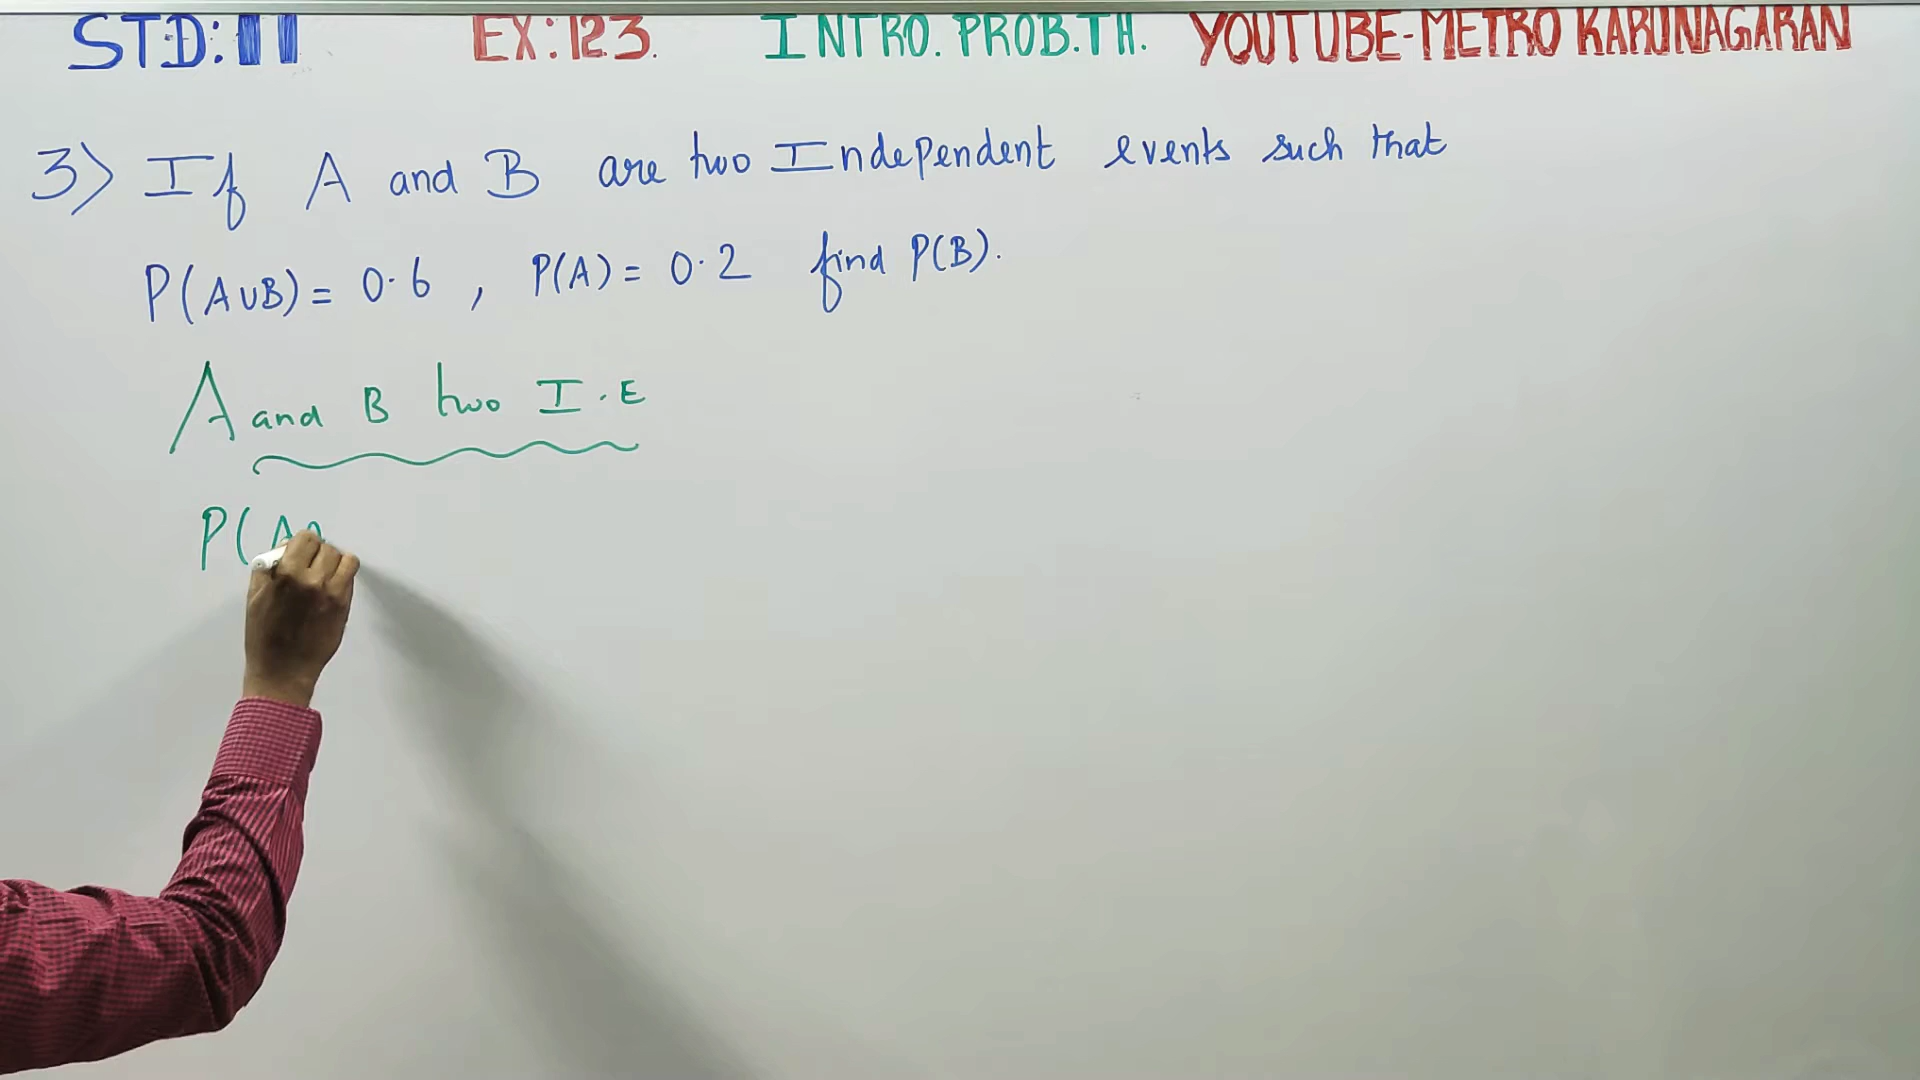 STD: 11 EX: 12.3. INTRO. PROB. TH. YOUTUBE-METRO KARUNAGARAN
3) If A and B are two Independent events such that
P(A∪B) = 0.6 , P(A) = 0.2 find P(B).
A and B two I.E
P(A∩